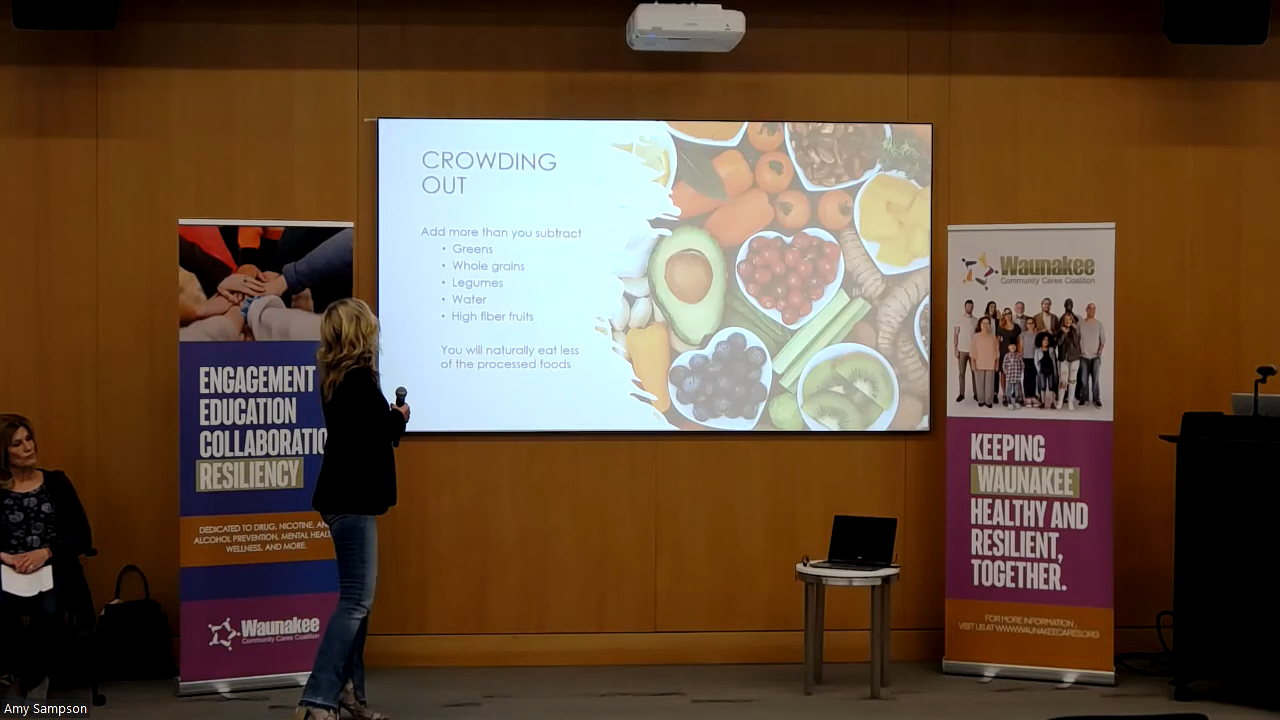 CROWDING
OUT
Add more than you subtract
• Greens
• Whole grains
• Legumes
• Water
• High fiber fruits
You will naturally eat less
of the processed foods
ENGAGEMENT
EDUCATION
COLLABORATIO
RESILIENCY
DEDICATED TO DRUG, NICOTINE, AN
ALCOHOL PREVENTION, MENTAL HEAL
WELLNESS, AND MORE.
Waunakee
Community Cares Coalition
Waunakee
Community Cares Coalition
KEEPING
WAUNAKEE
HEALTHY AND
RESILIENT,
TOGETHER.
FOR MORE INFORMATION,
VISIT US AT WWW.WAUNAKEECARES.ORG
Amy Sampson